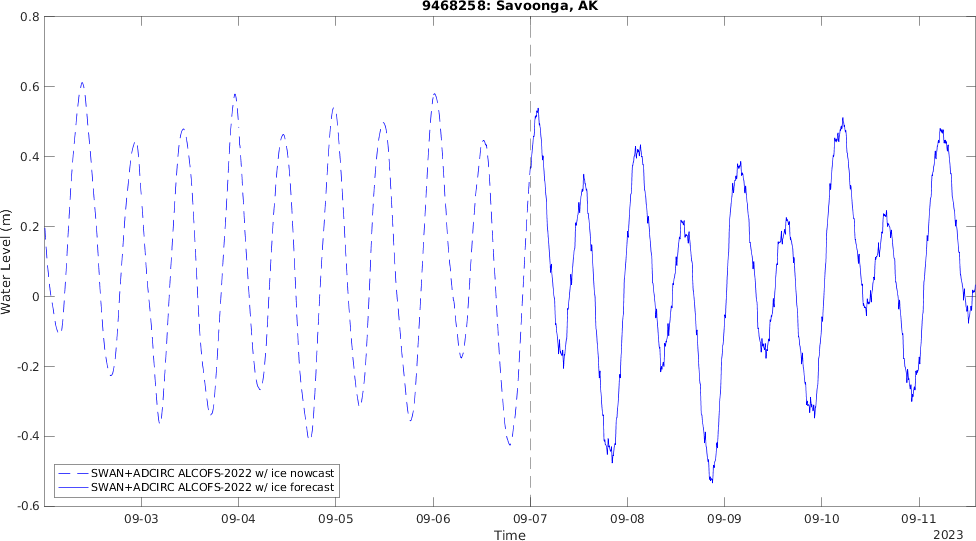 9468258: Savoonga, AK
0.8
0.6
0.4
0.2
0
-0.2
-0.4
-0.6
Water Level (m)
SWAN+ADCIRC ALCOFS-2022 w/ ice nowcast
SWAN+ADCIRC ALCOFS-2022 w/ ice forecast
09-03 09-04 09-05 09-06 09-07 09-08 09-09 09-10 09-11
Time
2023